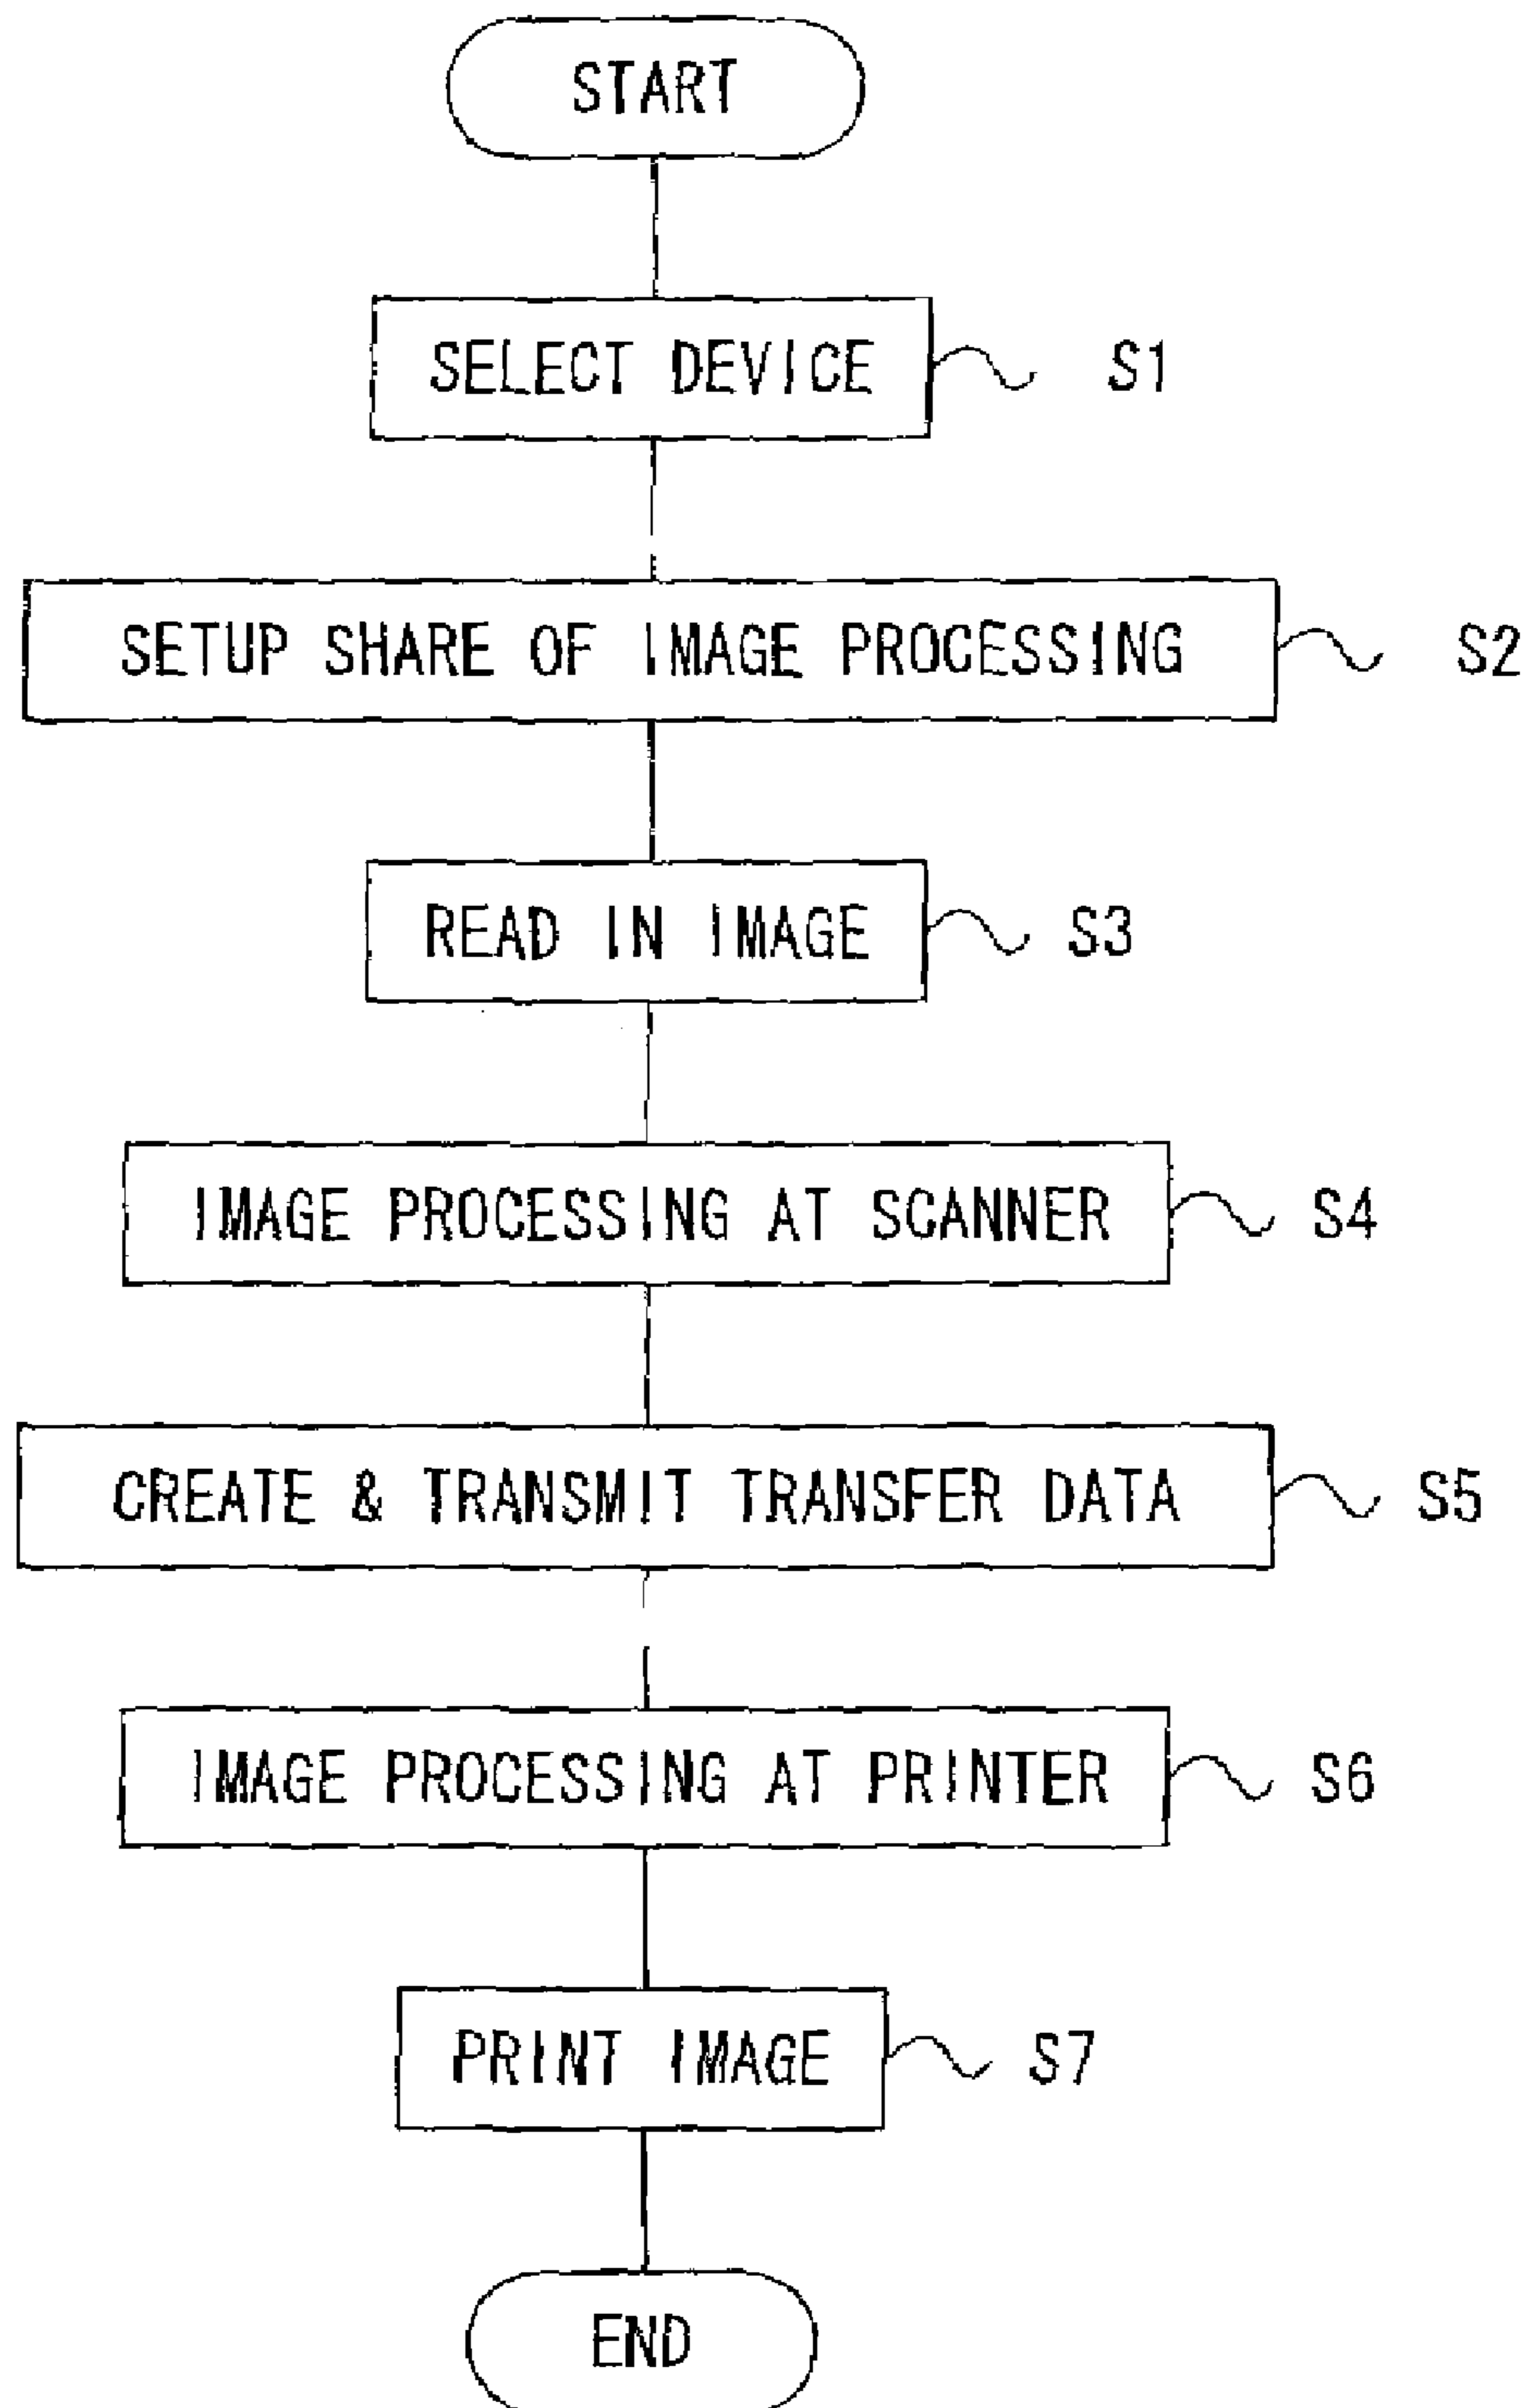 START
SELECT DEVICE S1
SETUP SHARE OF IMAGE PROCESSING S2
READ IN IMAGE S3
IMAGE PROCESSING AT SCANNER S4
CREATE & TRANSMIT TRANSFER DATA S5
IMAGE PROCESSING AT PRINTER S6
PRINT IMAGE S7
END